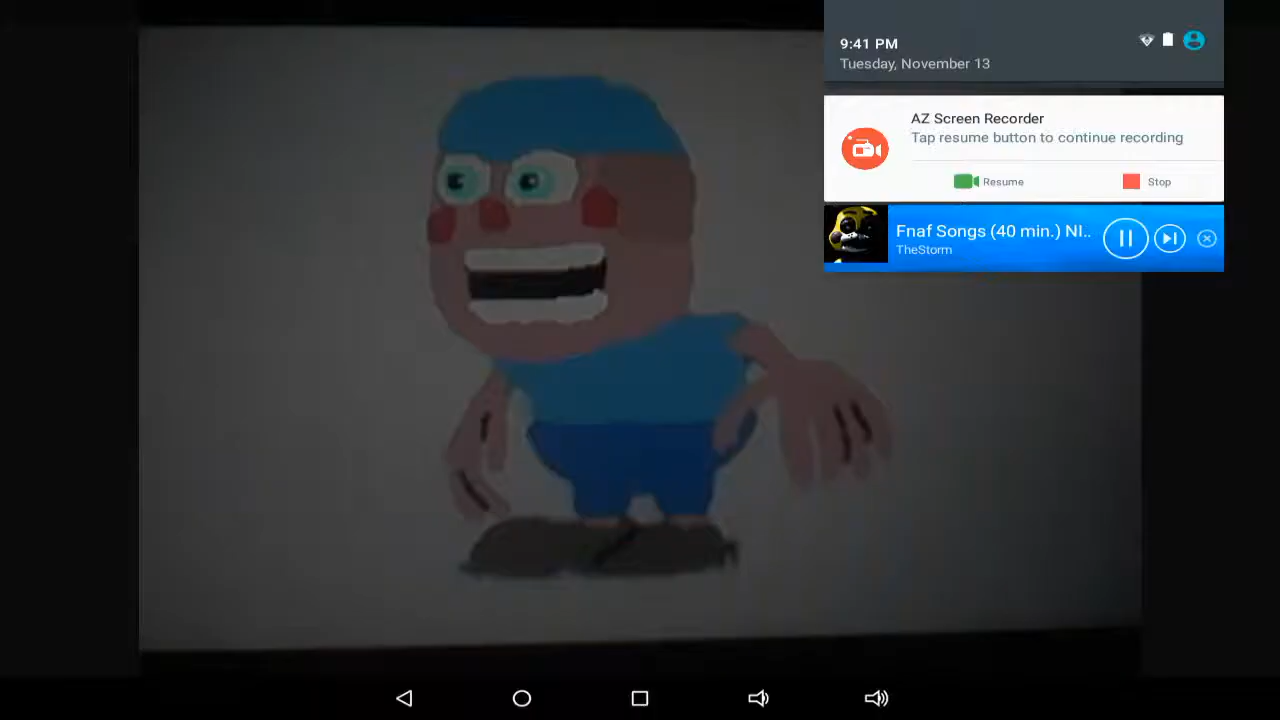 9:41 PM
Tuesday, November 13
AZ Screen Recorder
Tap resume button to continue recording
Resume
Stop
Fnaf Songs (40 min.) NI..
TheStorm